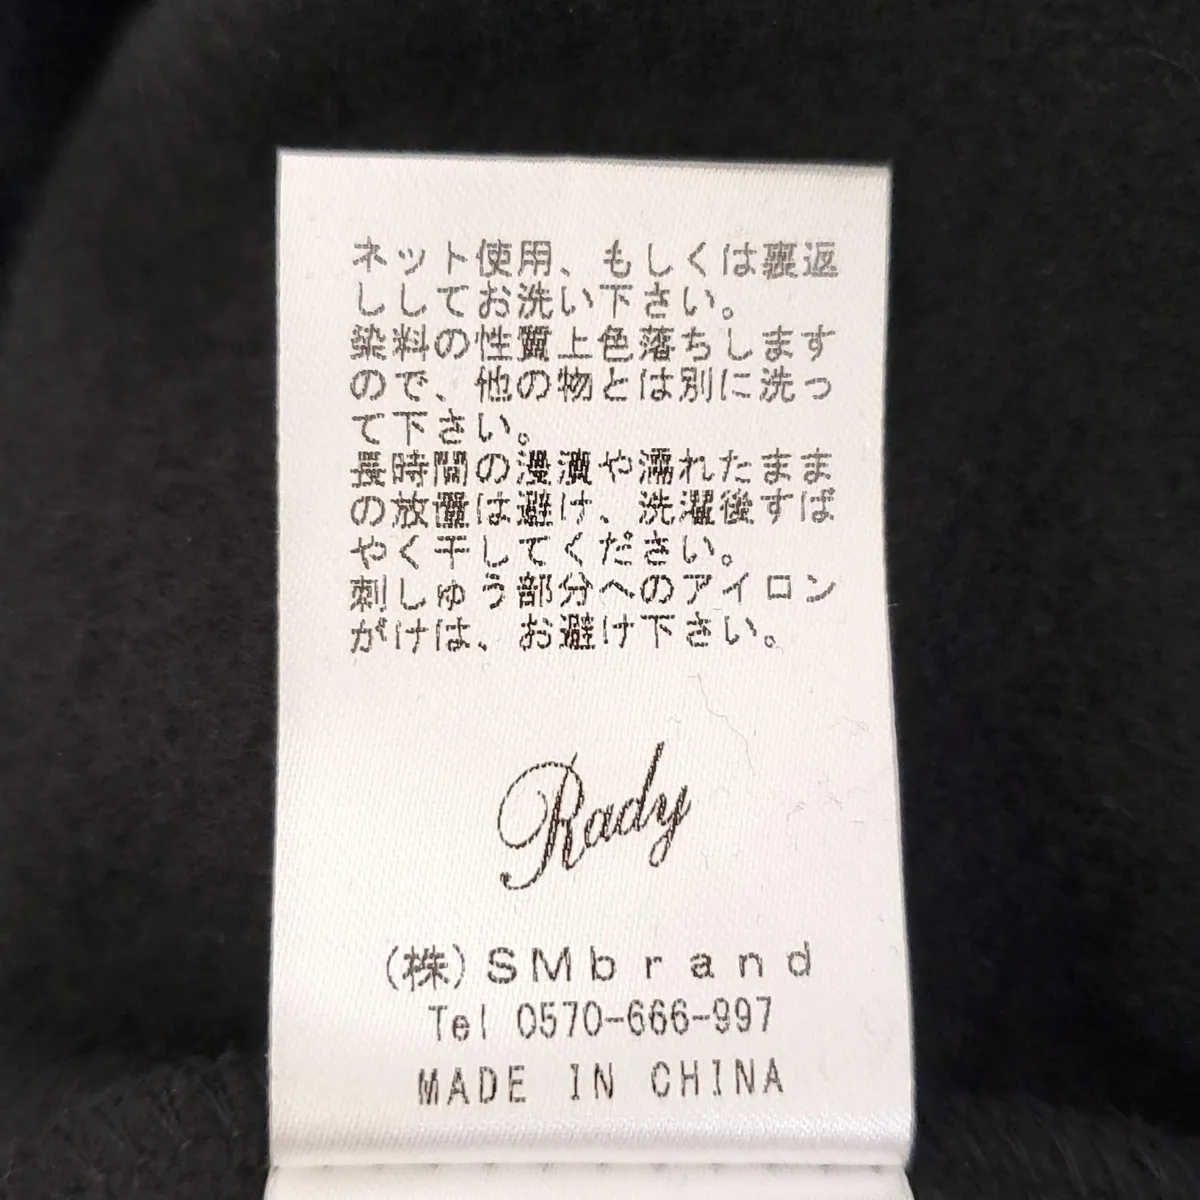 ネット使用、もしくは裏返
ししてお洗い下さい。
染料の性質上色落ちします
ので、他の物とは別に洗っ
て下さい。
長時間の浸漬や濡れたまま
の放置は避け、洗濯後すば
やく干してください。
刺しゅう部分へのアイロン
がけは、お避け下さい。
Rady
(株)SMbrand
Tel 0570-666-997
MADE IN CHINA